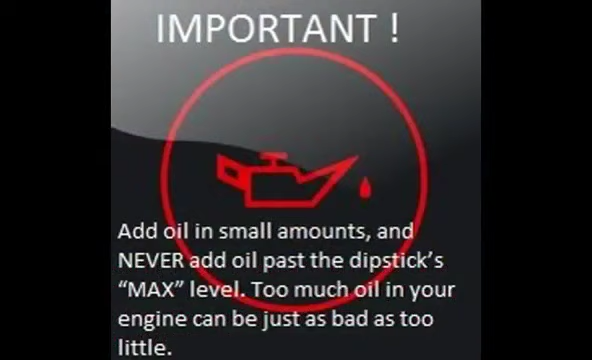 IMPORTANT !
Add oil in small amounts, and
NEVER add oil past the dipstick's
“MAX” level. Too much oil in your
engine can be just as bad as too
little.